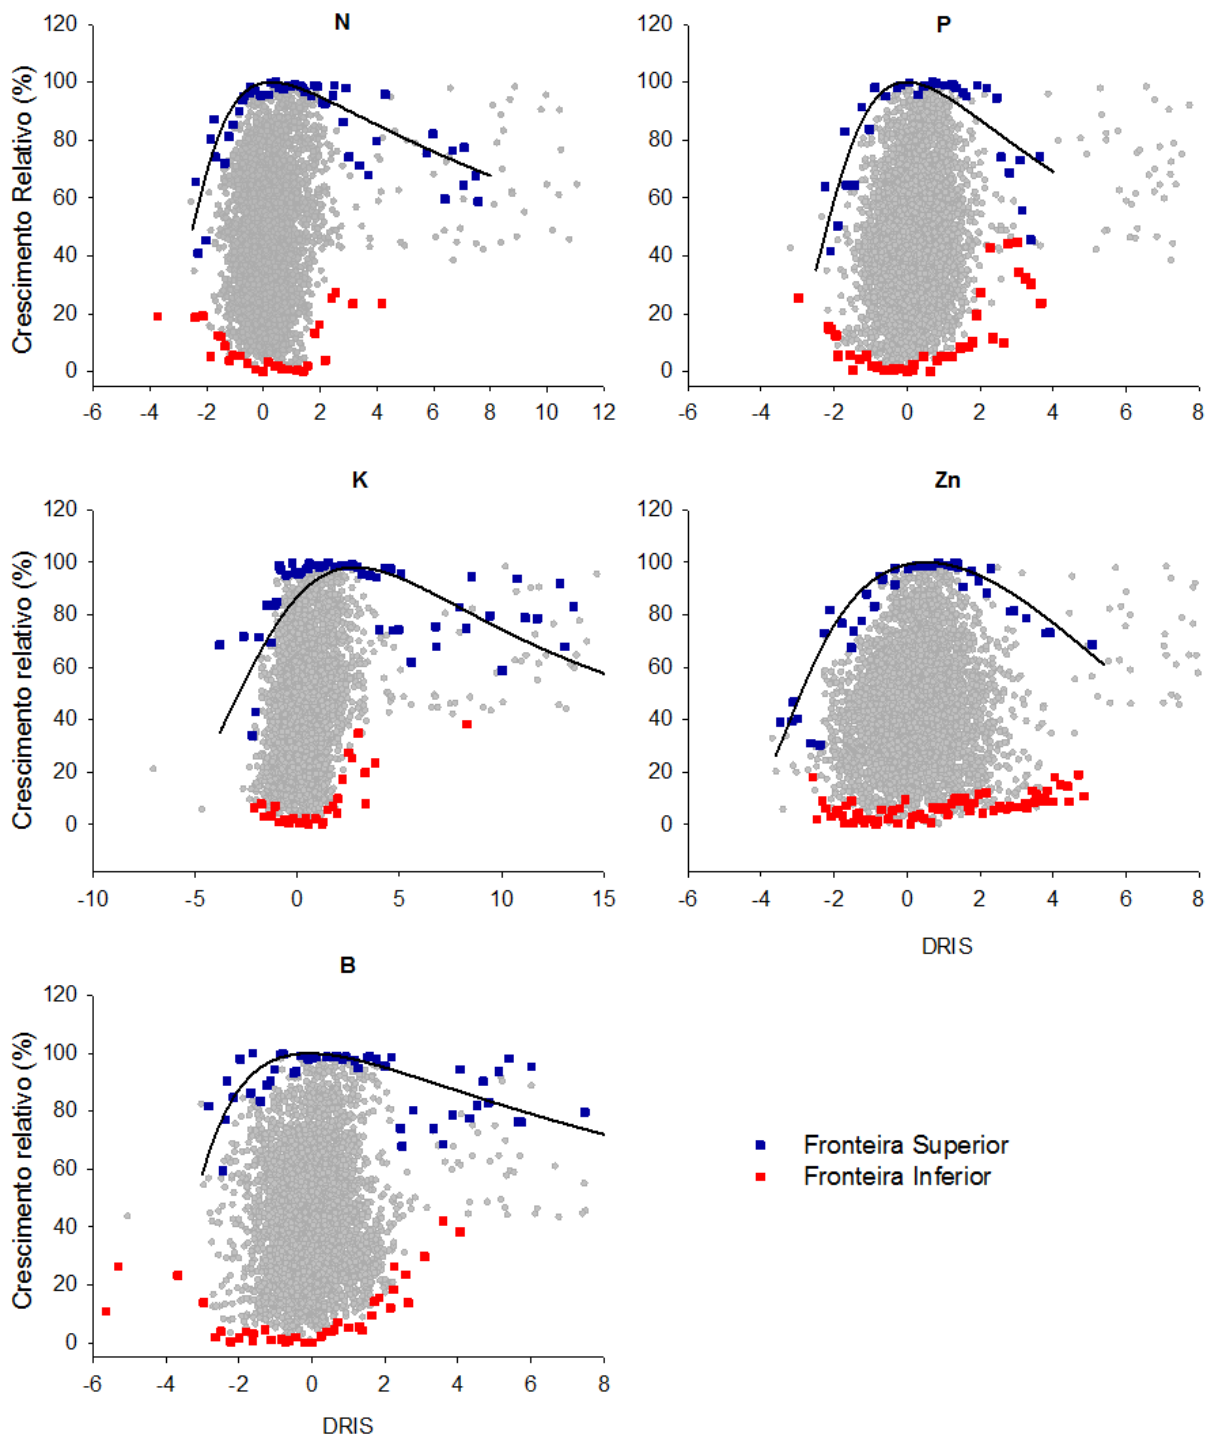 N
Crescimento Relativo (%)
120
100
80
60
40
20
0
-6 -4 -2 0 2 4 6 8 10 12
P
120
100
80
60
40
20
0
-6 -4 -2 0 2 4 6 8
K
Crescimento relativo (%)
120
100
80
60
40
20
0
-10 -5 0 5 10 15
Zn
120
100
80
60
40
20
0
-6 -4 -2 0 2 4 6 8
DRIS
B
Crescimento relativo (%)
120
100
80
60
40
20
0
-6 -4 -2 0 2 4 6 8
DRIS
Fronteira Superior
Fronteira Inferior